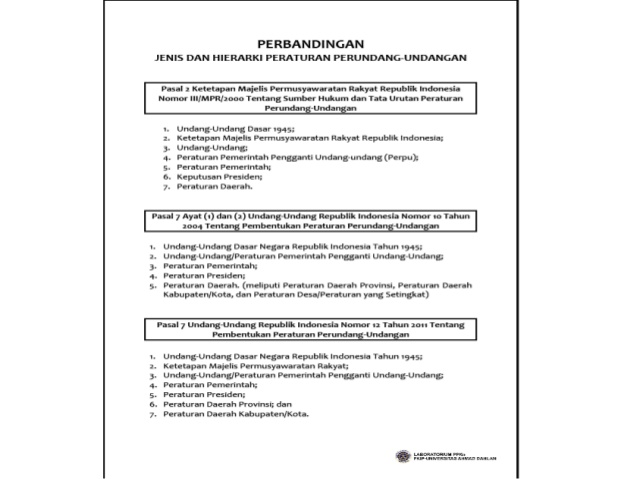 PERBANDINGAN
JENIS DAN HIERARKI PERATURAN PERUNDANG-UNDANGAN
Pasal 2 Ketetapan Majelis Permusyawaratan Rakyat Republik Indonesia
Nomor III/MPR/2000 Tentang Sumber Hukum dan Tata Urutan Peraturan
Perundang-Undangan
1. Undang-Undang Dasar 1945;
2. Ketetapan Majelis Permusyawaratan Rakyat Republik Indonesia;
3. Undang-Undang;
4. Peraturan Pemerintah Pengganti Undang-undang (Perpu);
5. Peraturan Pemerintah;
6. Keputusan Presiden;
7. Peraturan Daerah.
Pasal 7 Ayat (1) dan (2) Undang-Undang Republik Indonesia Nomor 10 Tahun
2004 Tentang Pembentukan Peraturan Perundang-Undangan
1. Undang-Undang Dasar Negara Republik Indonesia Tahun 1945;
2. Undang-Undang/Peraturan Pemerintah Pengganti Undang-Undang;
3. Peraturan Pemerintah;
4. Peraturan Presiden;
5. Peraturan Daerah. (meliputi Peraturan Daerah Provinsi, Peraturan Daerah
Kabupaten/Kota, dan Peraturan Desa/Peraturan yang Setingkat)
Pasal 7 Undang-Undang Republik Indonesia Nomor 12 Tahun 2011 Tentang
Pembentukan Peraturan Perundang-Undangan
1. Undang-Undang Dasar Negara Republik Indonesia Tahun 1945;
2. Ketetapan Majelis Permusyawaratan Rakyat;
3. Undang-Undang/Peraturan Pemerintah Pengganti Undang-Undang;
4. Peraturan Pemerintah;
5. Peraturan Presiden;
6. Peraturan Daerah Provinsi; dan
7. Peraturan Daerah Kabupaten/Kota.
LABORATORIUM PPKn
FKIP-UNIVERSITAS AHMAD DAHLAN